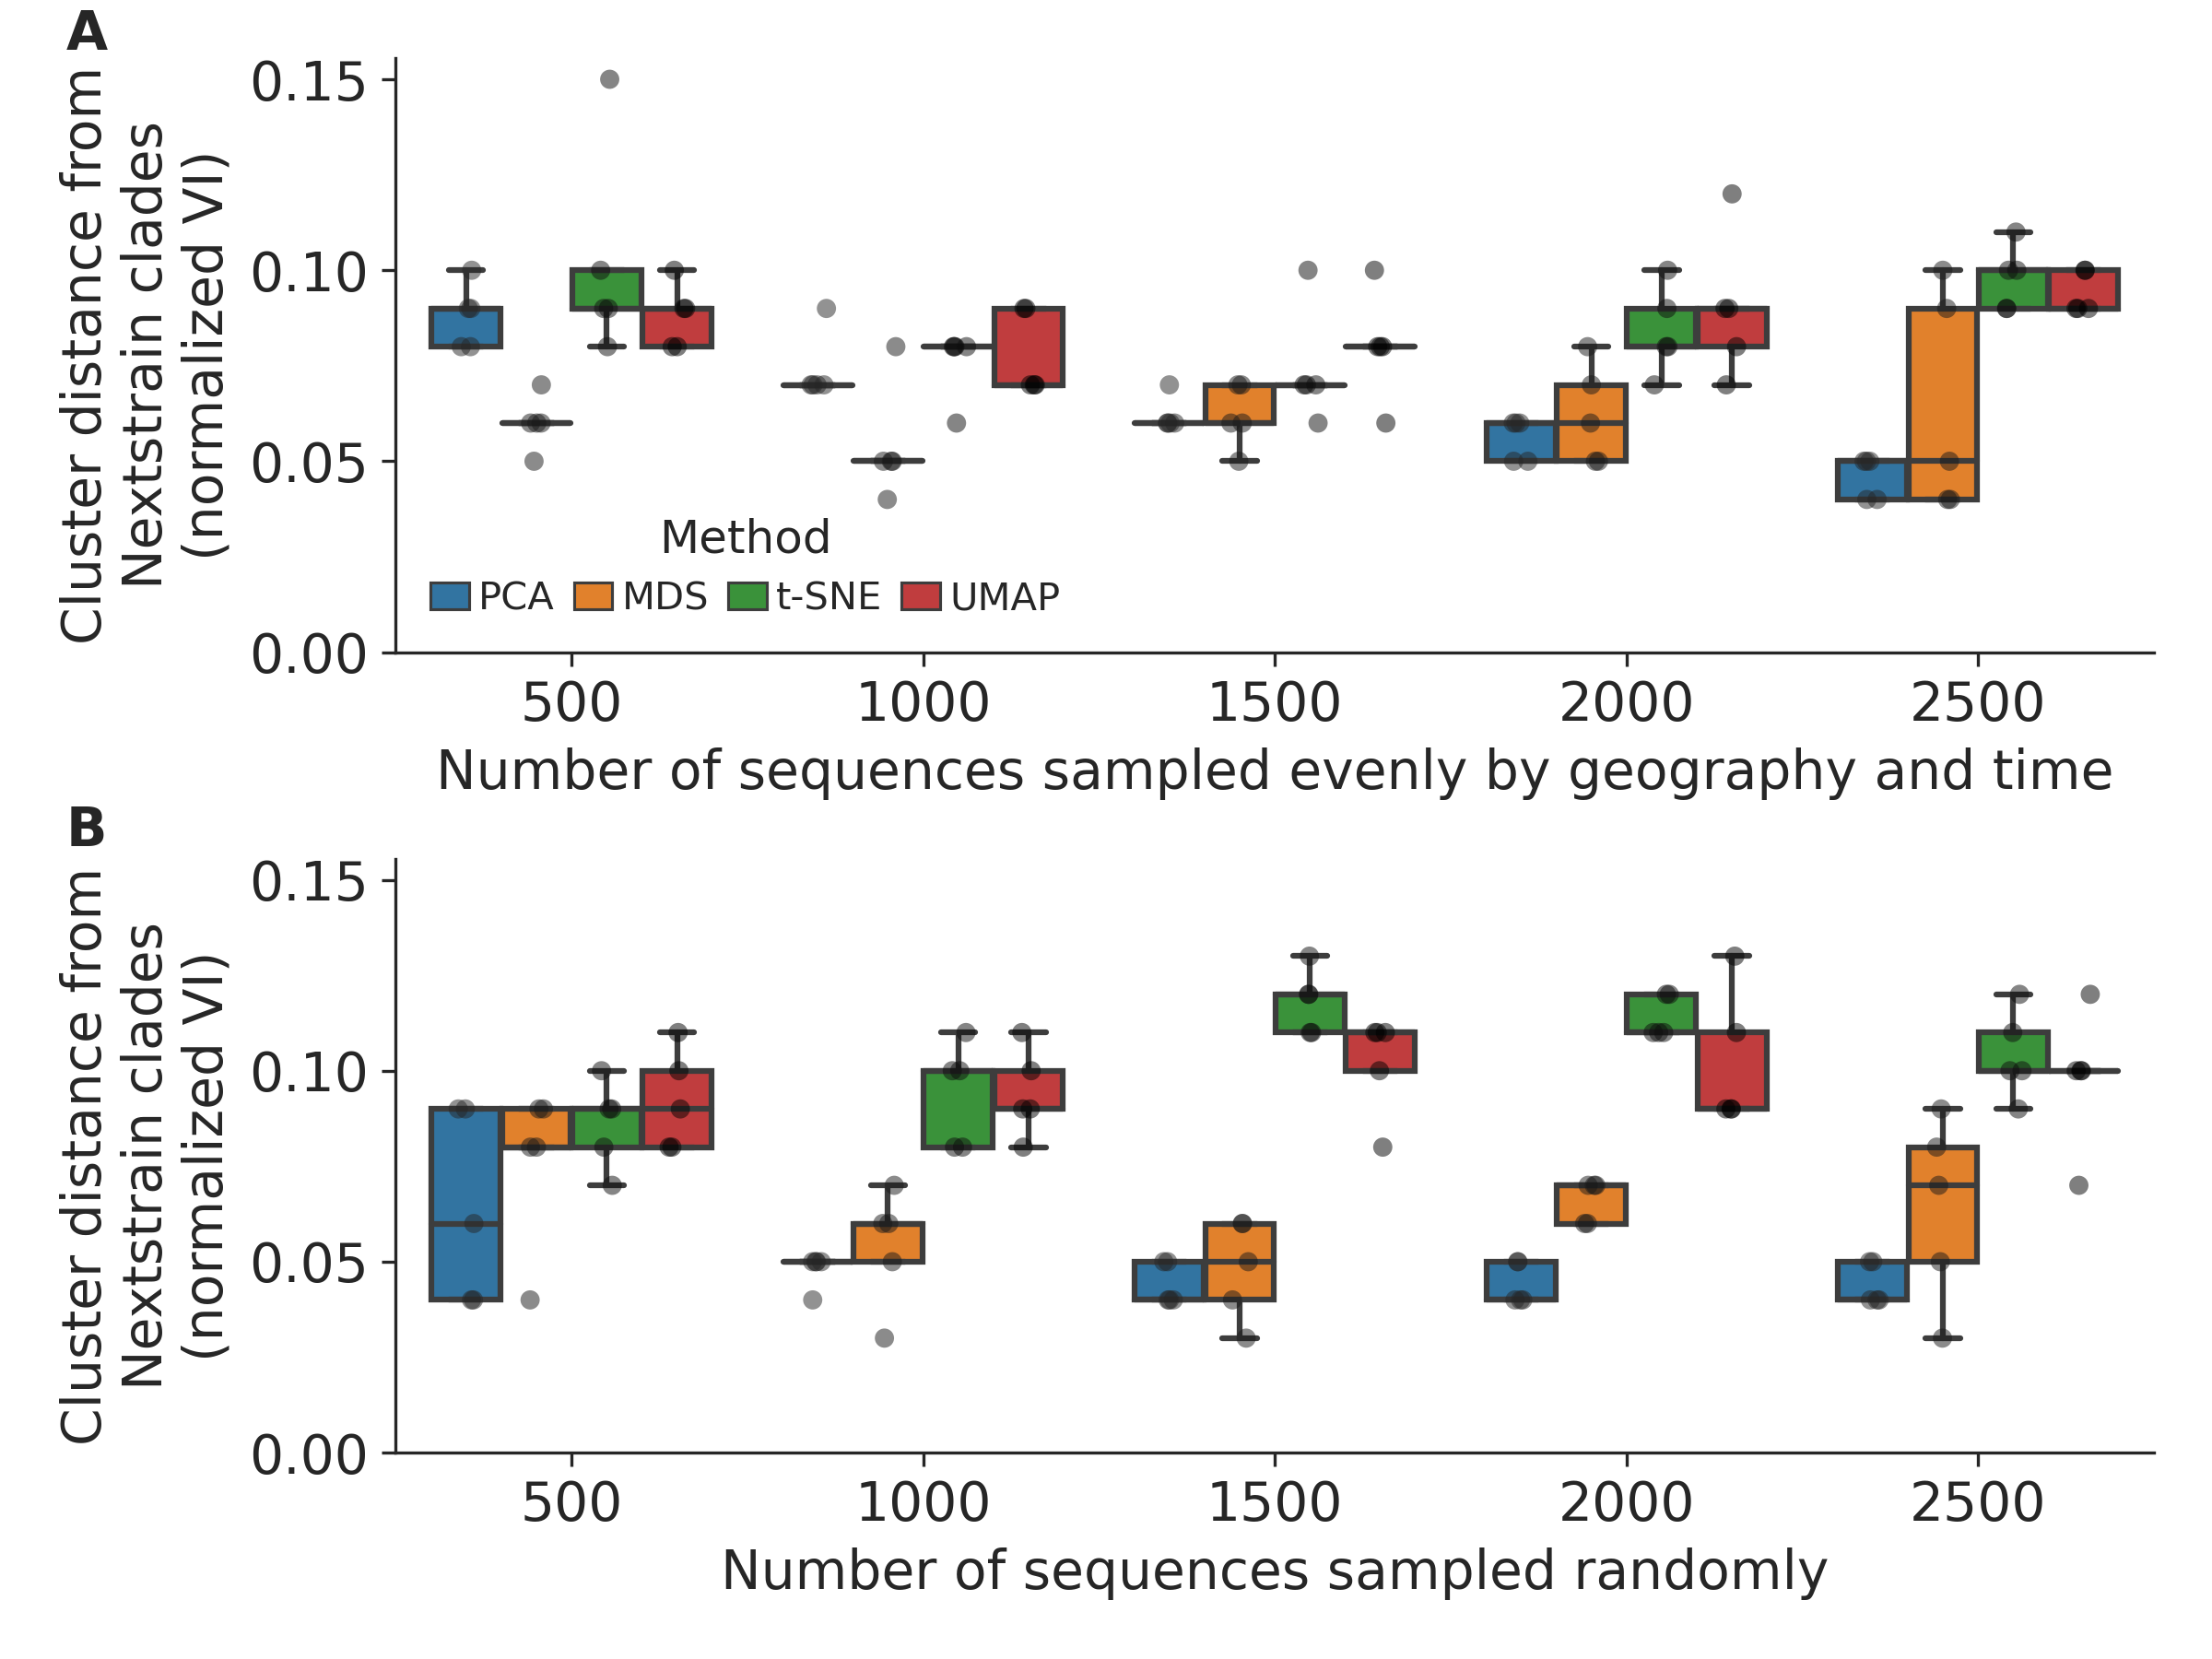 A
Cluster distance from
Nextstrain clades
(normalized VI)
0.15
0.10
0.05
0.00
Method
PCA MDS t-SNE UMAP
500 1000 1500 2000 2500
Number of sequences sampled evenly by geography and time
B
Cluster distance from
Nextstrain clades
(normalized VI)
0.15
0.10
0.05
0.00
500 1000 1500 2000 2500
Number of sequences sampled randomly